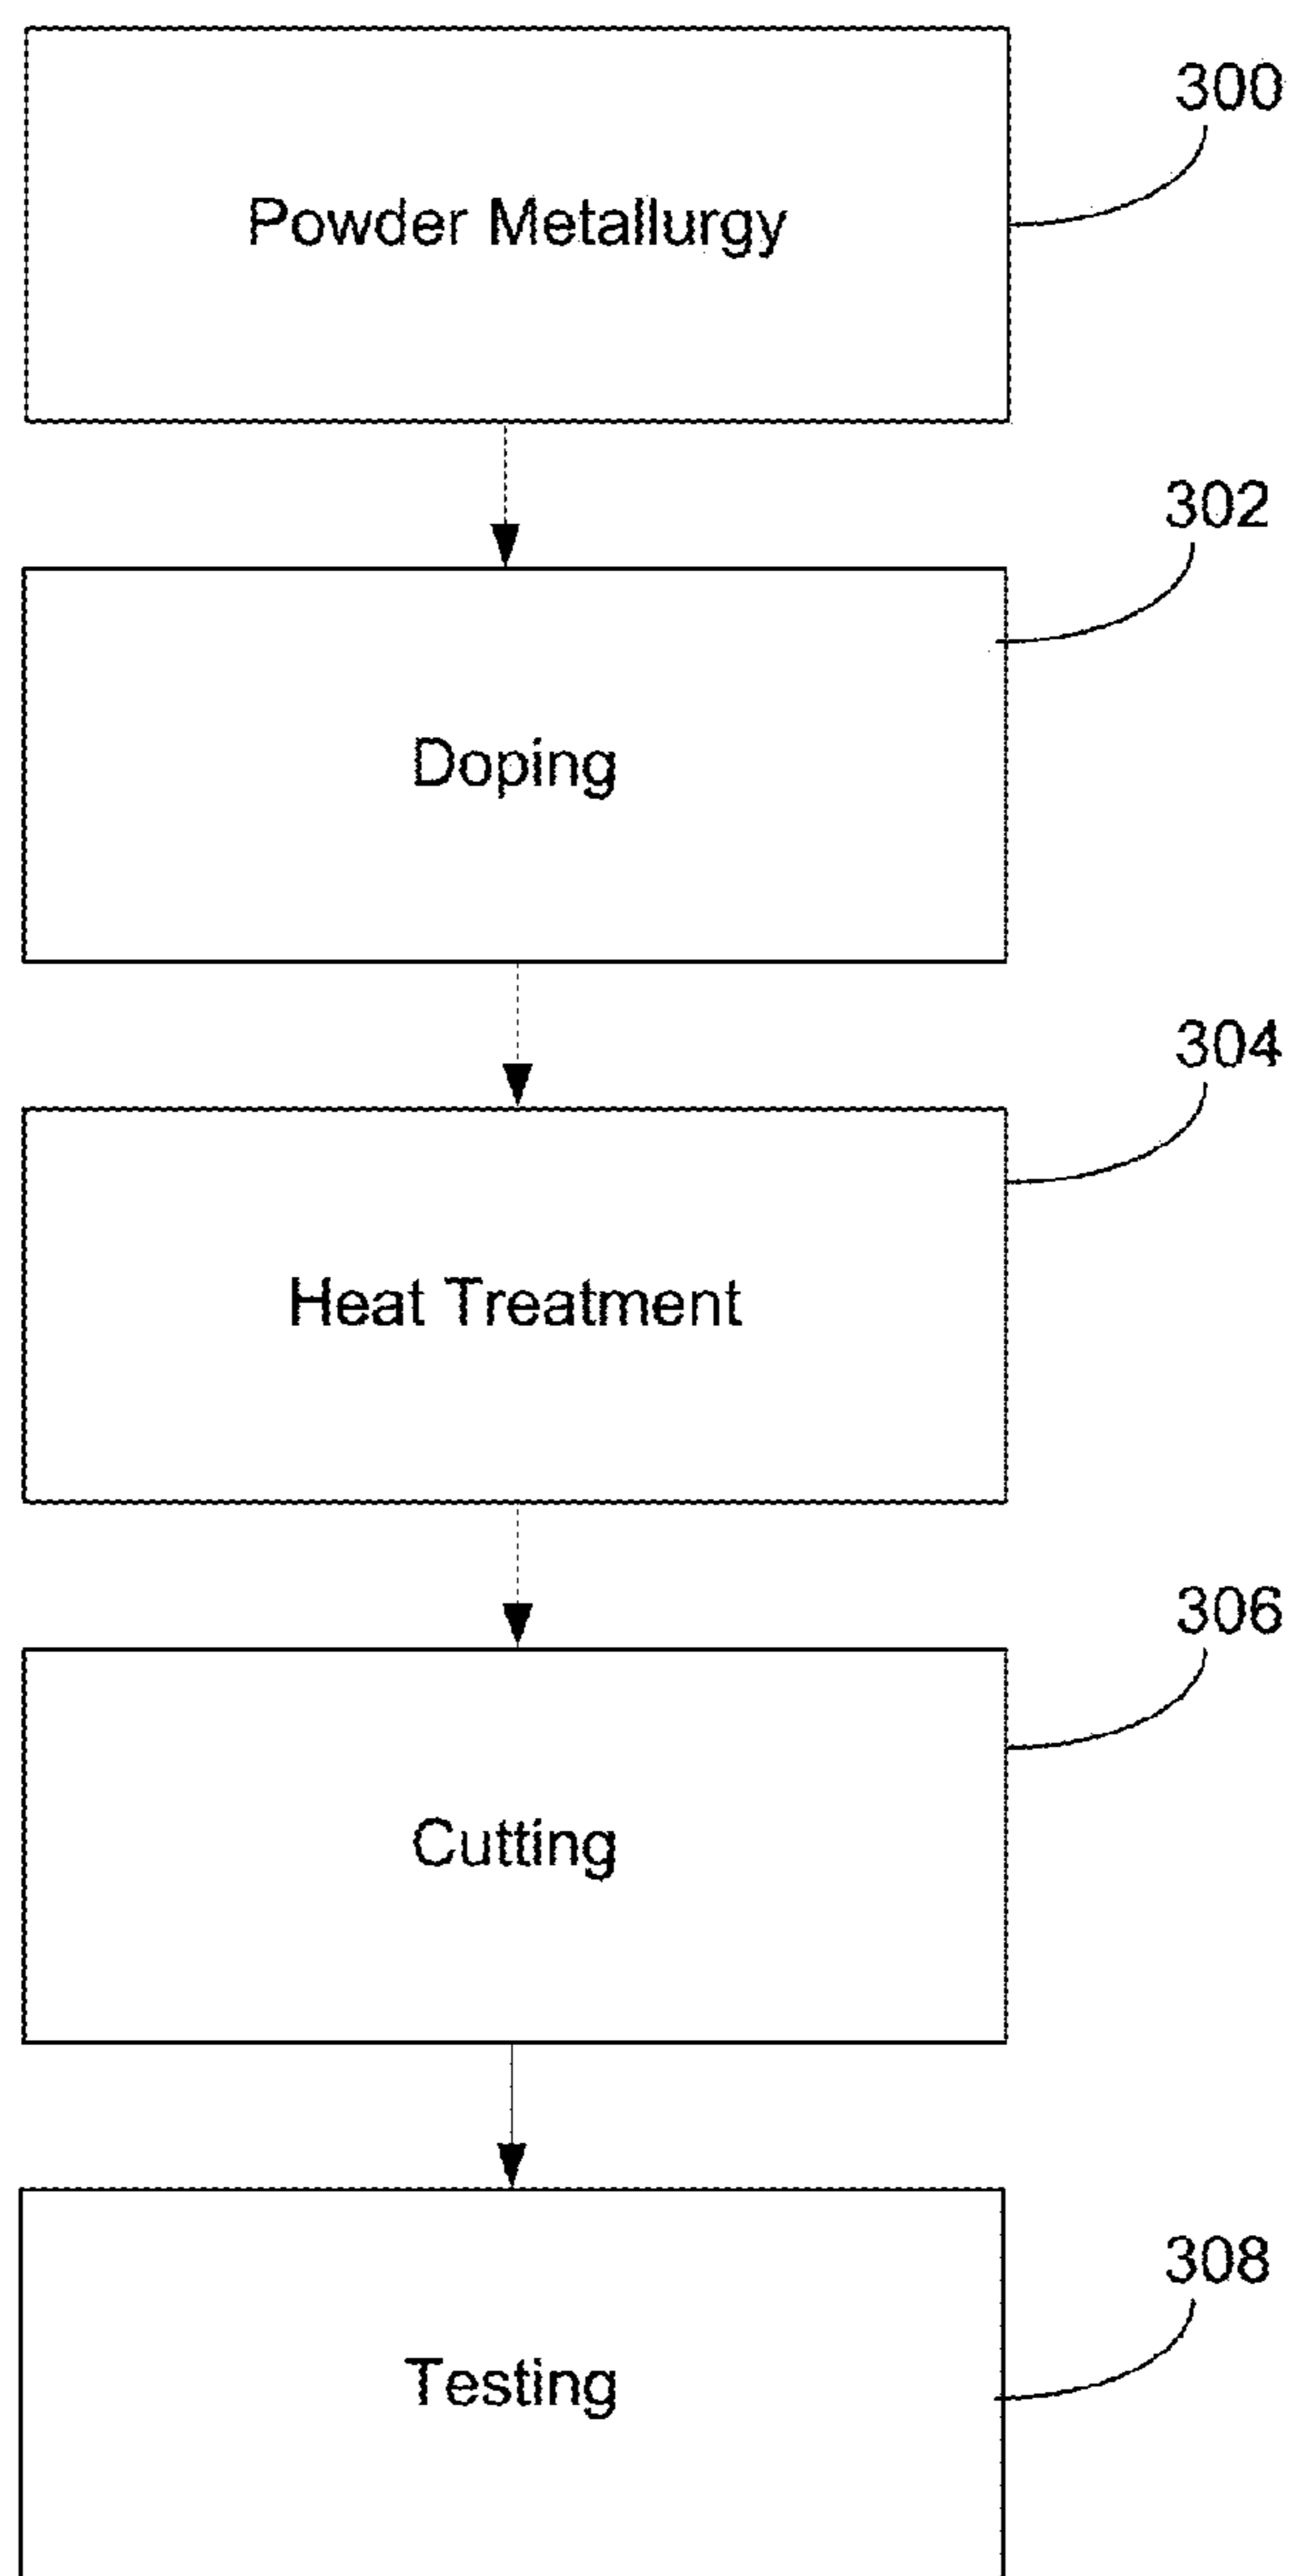 300
Powder Metallurgy
302
Doping
304
Heat Treatment
306
Cutting
308
Testing